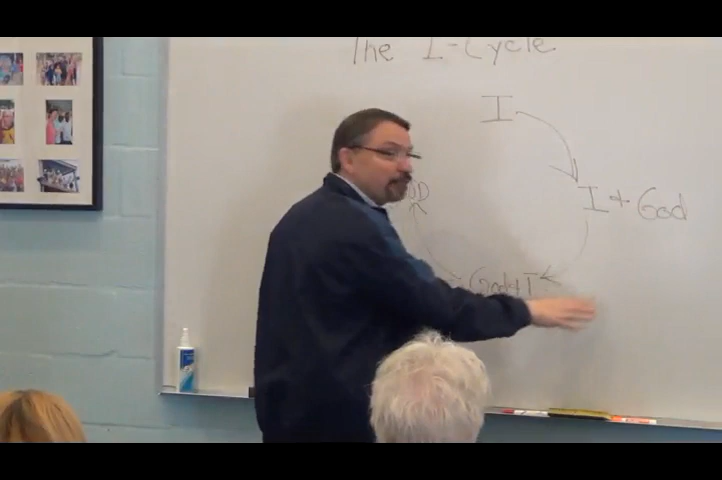 The I-Cycle
I
I + God
God + I